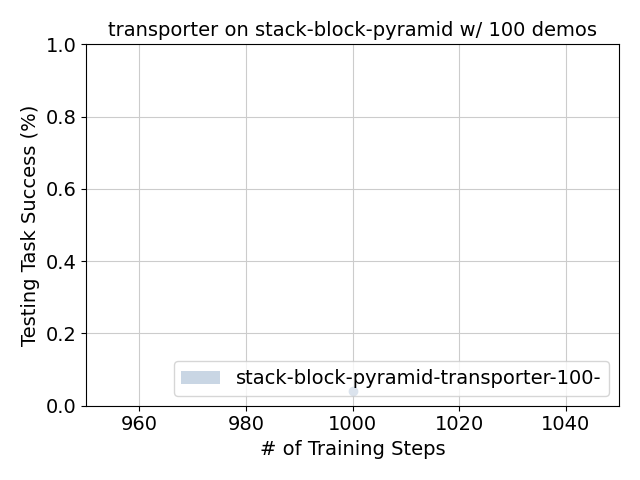 transporter on stack-block-pyramid w/ 100 demos
1.0
0.8
0.6
0.4
0.2
0.0
Testing Task Success (%)
stack-block-pyramid-transporter-100-
960 980 1000 1020 1040
# of Training Steps